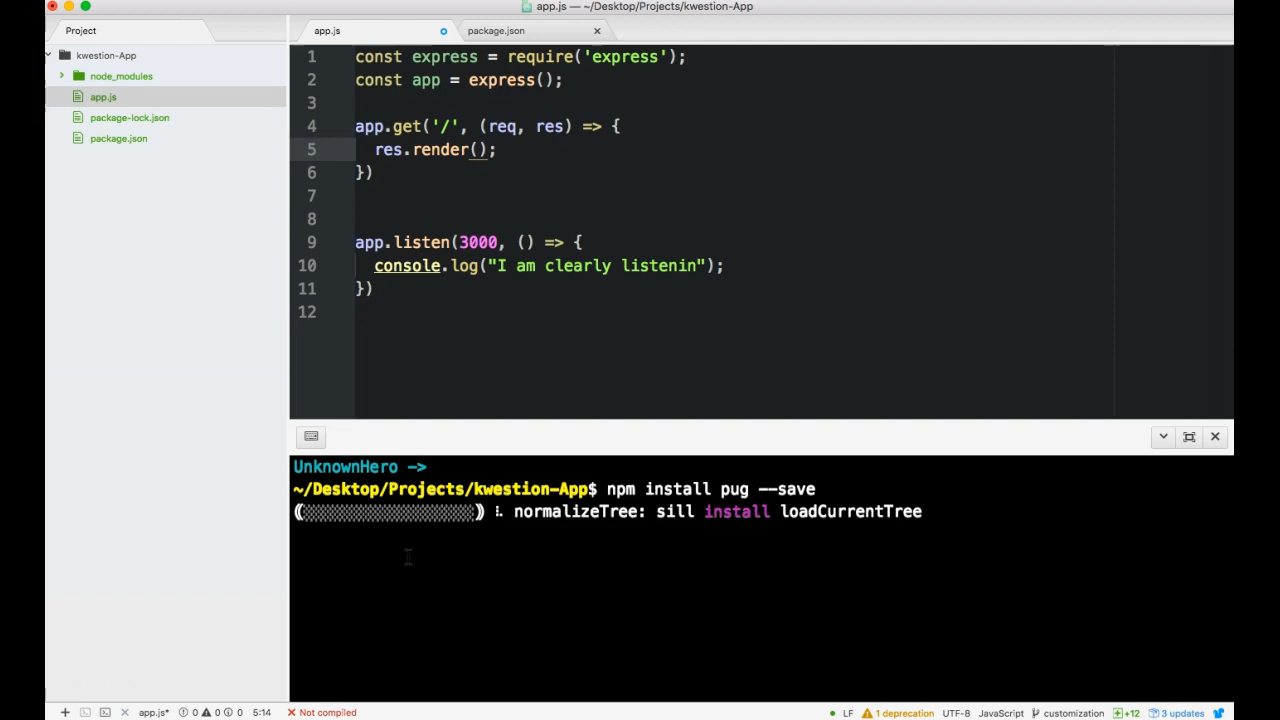 app.js — ~/Desktop/Projects/kwestion-App
Project
app.js
package.json
kwestion-App
node_modules
app.js
package-lock.json
package.json
1 const express = require('express');
2 const app = express();
3
4 app.get('/', (req, res) => {
5 res.render();
6 })
7
8
9 app.listen(3000, () => {
10 console.log("I am clearly listenin");
11 })
12
UnknownHero ->
~/Desktop/Projects/kwestion-App$ npm install pug --save
(░░░░░░░░░░░░░░░░░░) ⠧ normalizeTree: sill install loadCurrentTree
app.js* 0 0 0 5:14 Not compiled LF 1 deprecation UTF-8 JavaScript customization +12 3 updates